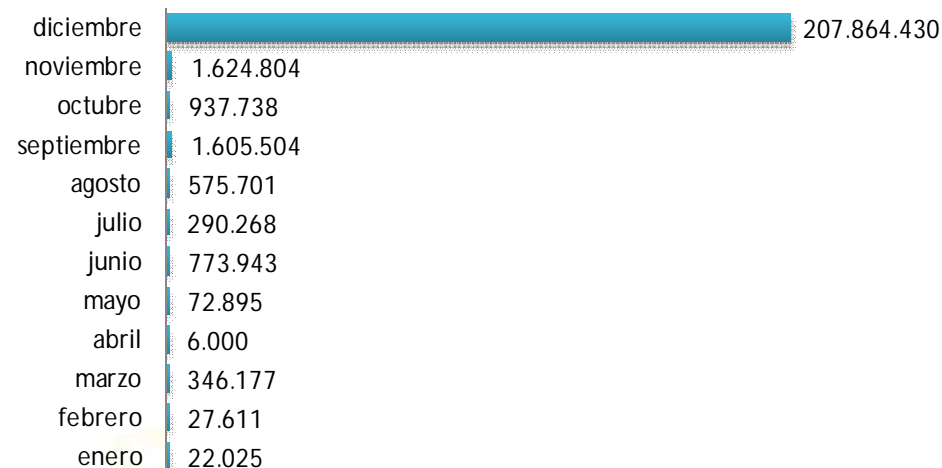 diciembre 207.864.430
noviembre 1.624.804
octubre 937.738
septiembre 1.605.504
agosto 575.701
julio 290.268
junio 773.943
mayo 72.895
abril 6.000
marzo 346.177
febrero 27.611
enero 22.025